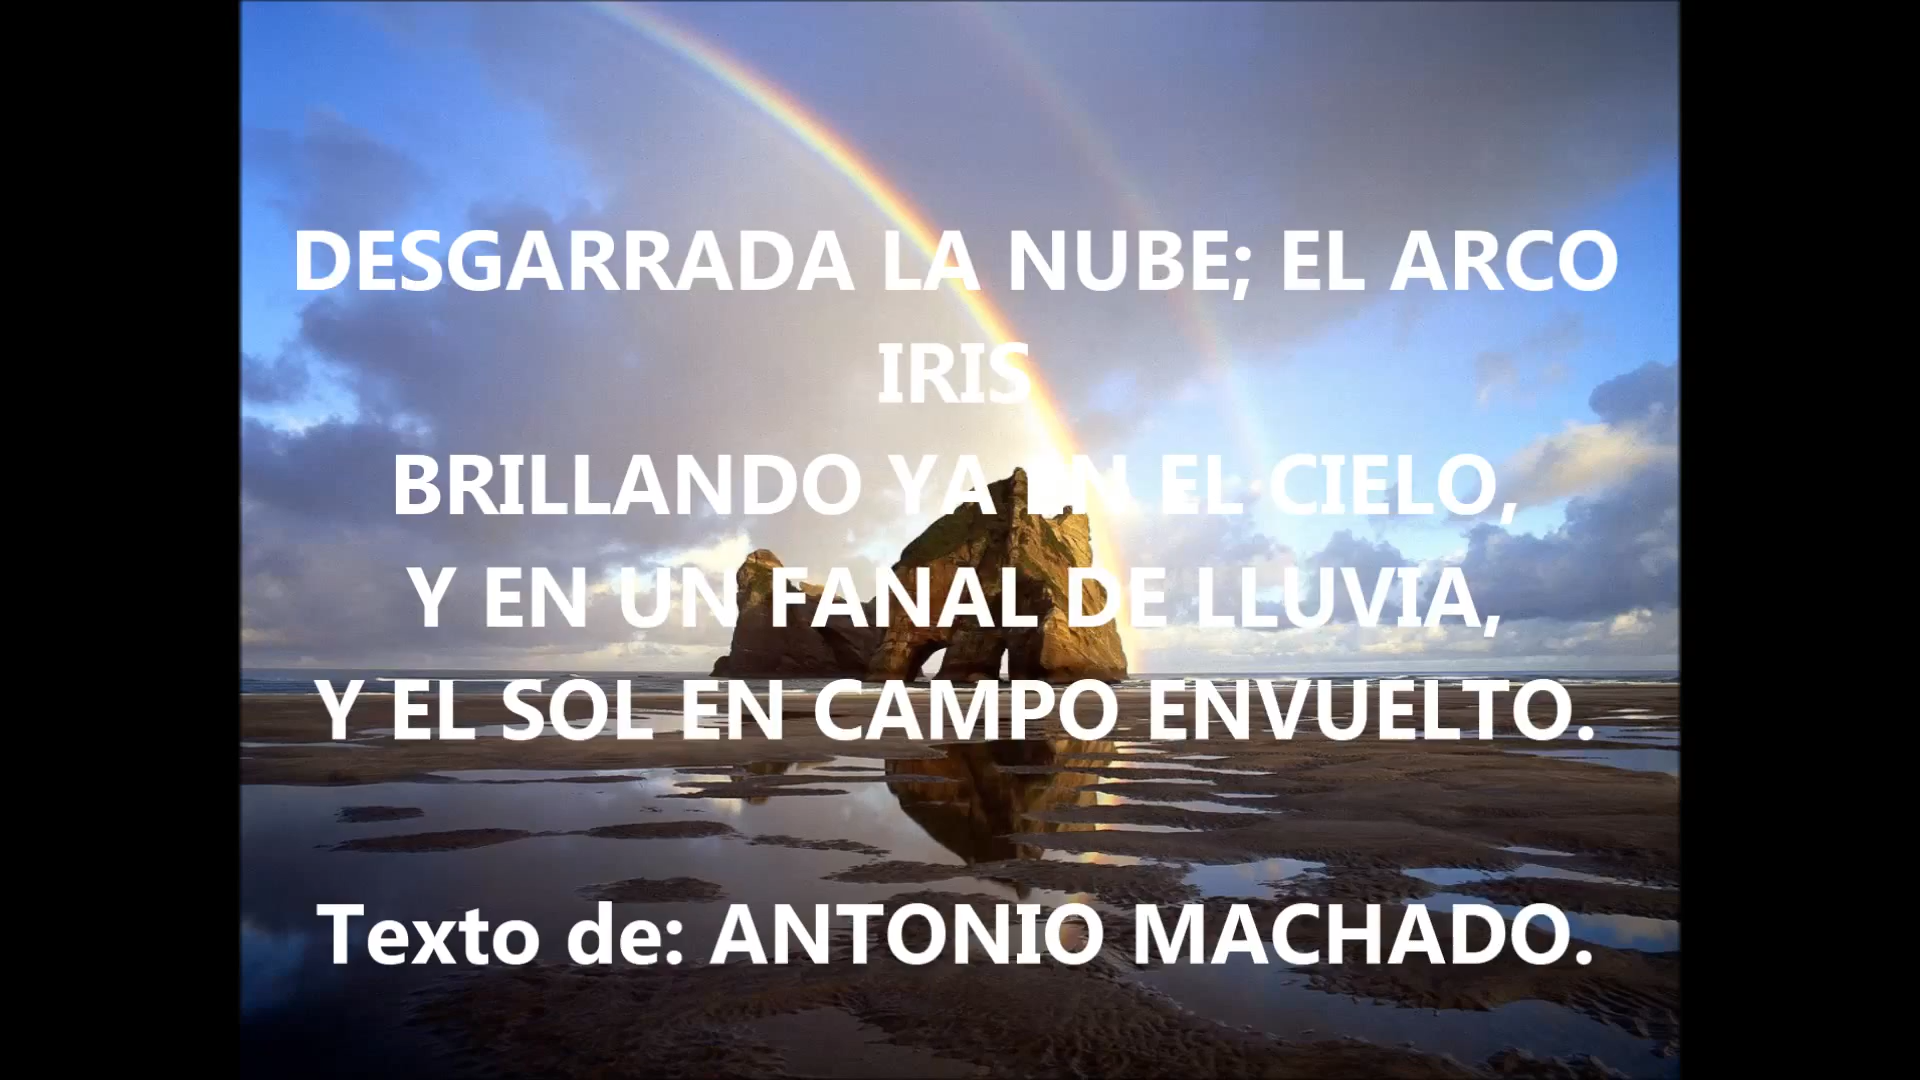 DESGARRADA LA NUBE; EL ARCO
IRIS
BRILLANDO YA EN EL CIELO,
Y EN UN FANAL DE LLUVIA,
Y EL SOL EN CAMPO ENVUELTO.
Texto de: ANTONIO MACHADO.